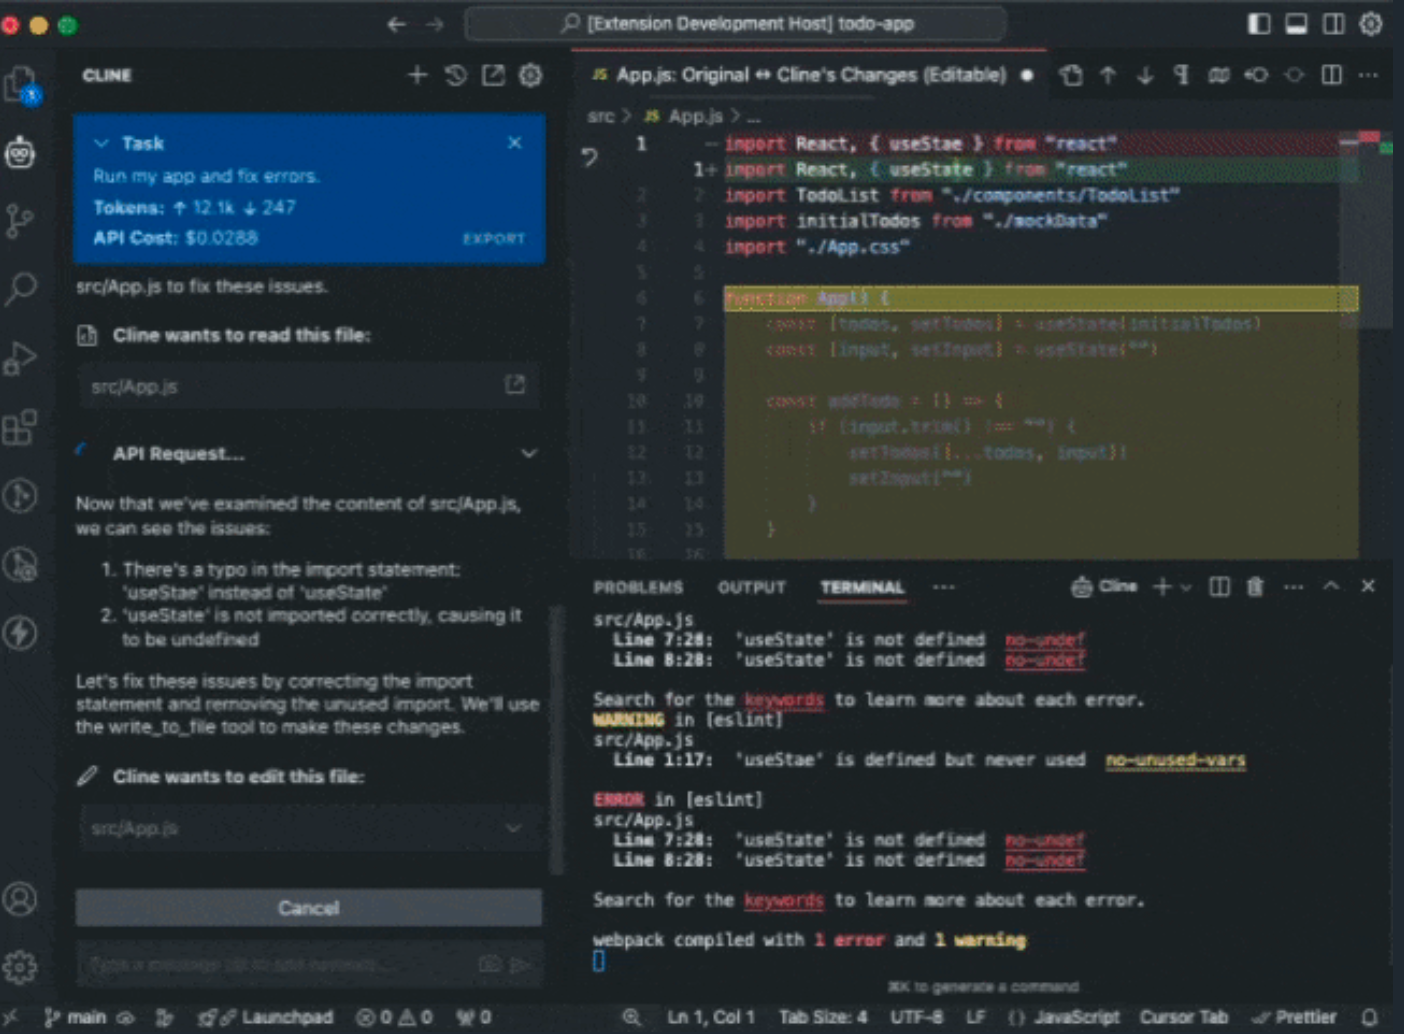 [Extension Development Host] todo-app
CLINE
Task
Run my app and fix errors.
Tokens: ↑ 12.1k ↓ 247
API Cost: $0.0288
EXPORT
src/App.js to fix these issues.
Cline wants to read this file:
src/App.js
API Request...
Now that we've examined the content of src/App.js,
we can see the issues:
1. There's a typo in the import statement:
'useStae' instead of 'useState'
2. 'useState' is not imported correctly, causing it
to be undefined
Let's fix these issues by correcting the import
statement and removing the unused import. We'll use
the write_to_file tool to make these changes.
Cline wants to edit this file:
src/App.js
Cancel
JS App.js: Original ↔ Cline's Changes (Editable)
src > JS App.js > ...
1 − import React, { useStae } from "react"
1+ import React, { useState } from "react"
2 2 import TodoList from "./components/TodoList"
3 3 import initialTodos from "./mockData"
4 4 import "./App.css"
5 5
6 6 function App() {
7 7 const [todos, setTodos] = useState(initialTodos)
8 8 const [input, setInput] = useState("")
9 9
10 10 const addTodo = () => {
11 11 if (input.trim() !== "") {
12 12 setTodos([...todos, input])
13 13 setInput("")
14 14 }
15 15 }
16 16
PROBLEMS OUTPUT TERMINAL ... Cline
src/App.js
Line 7:28: 'useState' is not defined no-undef
Line 8:28: 'useState' is not defined no-undef
Search for the keywords to learn more about each error.
WARNING in [eslint]
src/App.js
Line 1:17: 'useStae' is defined but never used no-unused-vars
ERROR in [eslint]
src/App.js
Line 7:28: 'useState' is not defined no-undef
Line 8:28: 'useState' is not defined no-undef
Search for the keywords to learn more about each error.
webpack compiled with 1 error and 1 warning
⌘K to generate a command
main Launchpad 0 0 0 Ln 1, Col 1 Tab Size: 4 UTF-8 LF {} JavaScript Cursor Tab Prettier